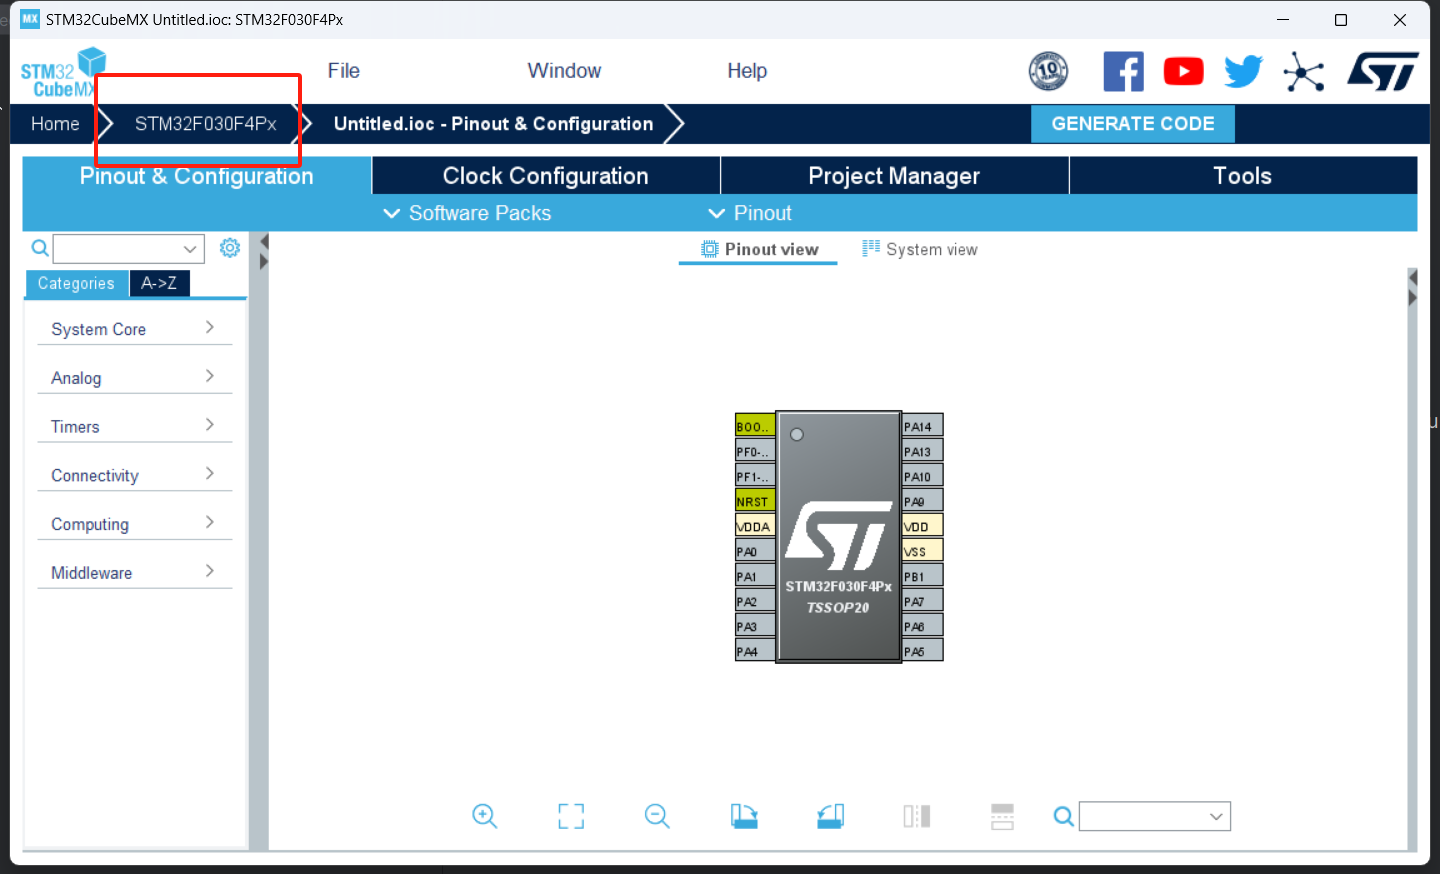 MX STM32CubeMX Untitled.ioc: STM32F030F4Px
STM32
CubeMX
File Window Help
10
Home STM32F030F4Px Untitled.ioc - Pinout & Configuration GENERATE CODE
Pinout & Configuration Clock Configuration Project Manager Tools
Software Packs Pinout
Pinout view System view
Categories A->Z
System Core
Analog
Timers
Connectivity
Computing
Middleware
BOO.. PA14
PF0-.. PA13
PF1-.. PA10
NRST PA9
VDDA VDD
PA0 VSS
PA1 PB1
PA2 PA7
PA3 PA6
PA4 PA5
ST
STM32F030F4Px
TSSOP20